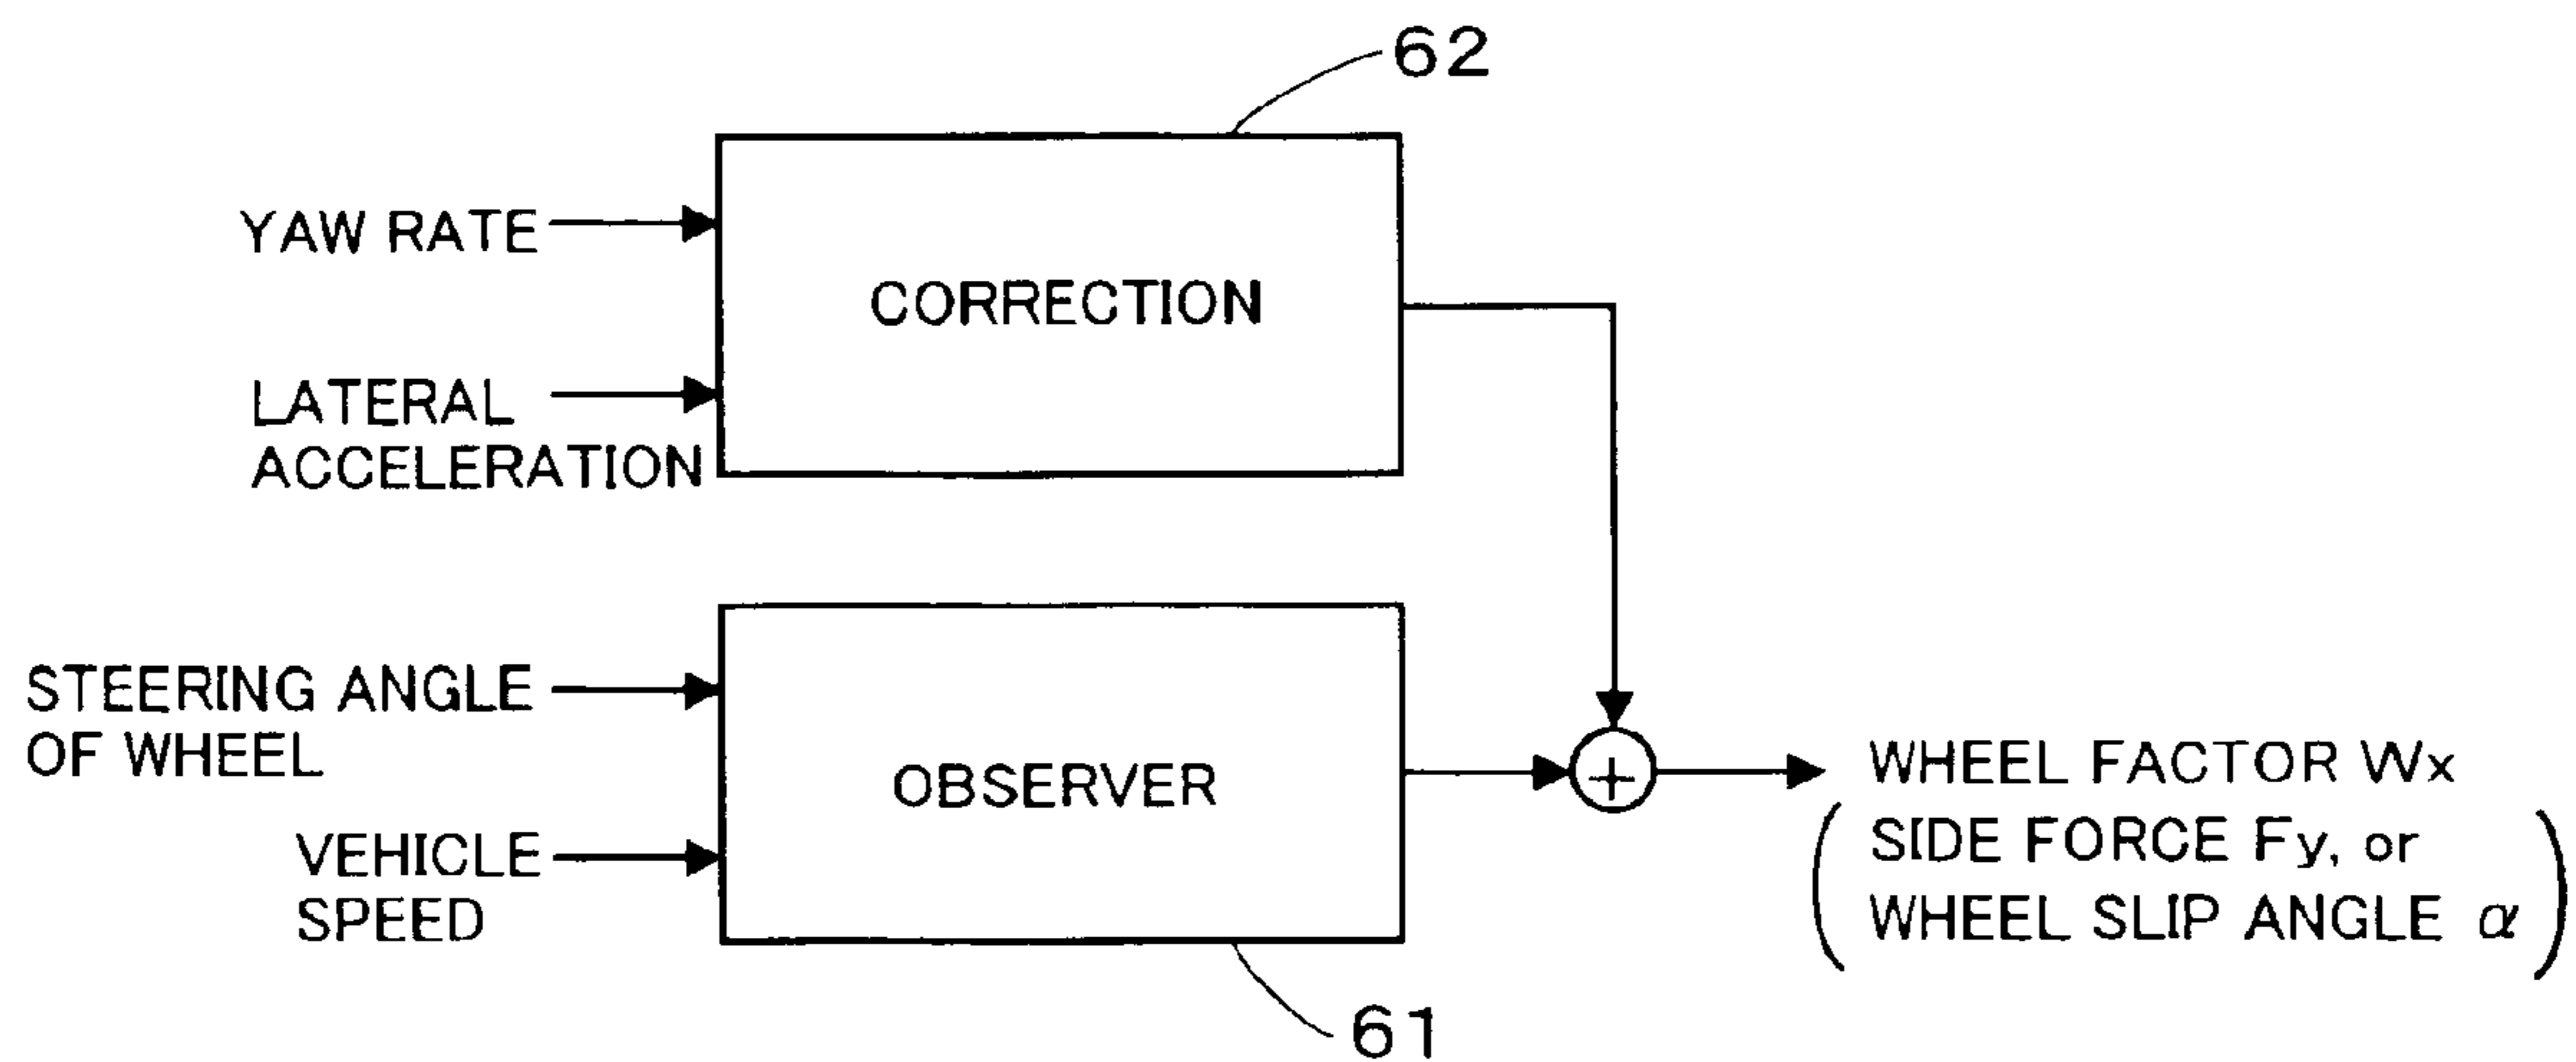 62
YAW RATE
CORRECTION
LATERAL
ACCELERATION
STEERING ANGLE
OF WHEEL
OBSERVER
VEHICLE
SPEED
+
WHEEL FACTOR Wx
(SIDE FORCE Fy, or
WHEEL SLIP ANGLE α)
61